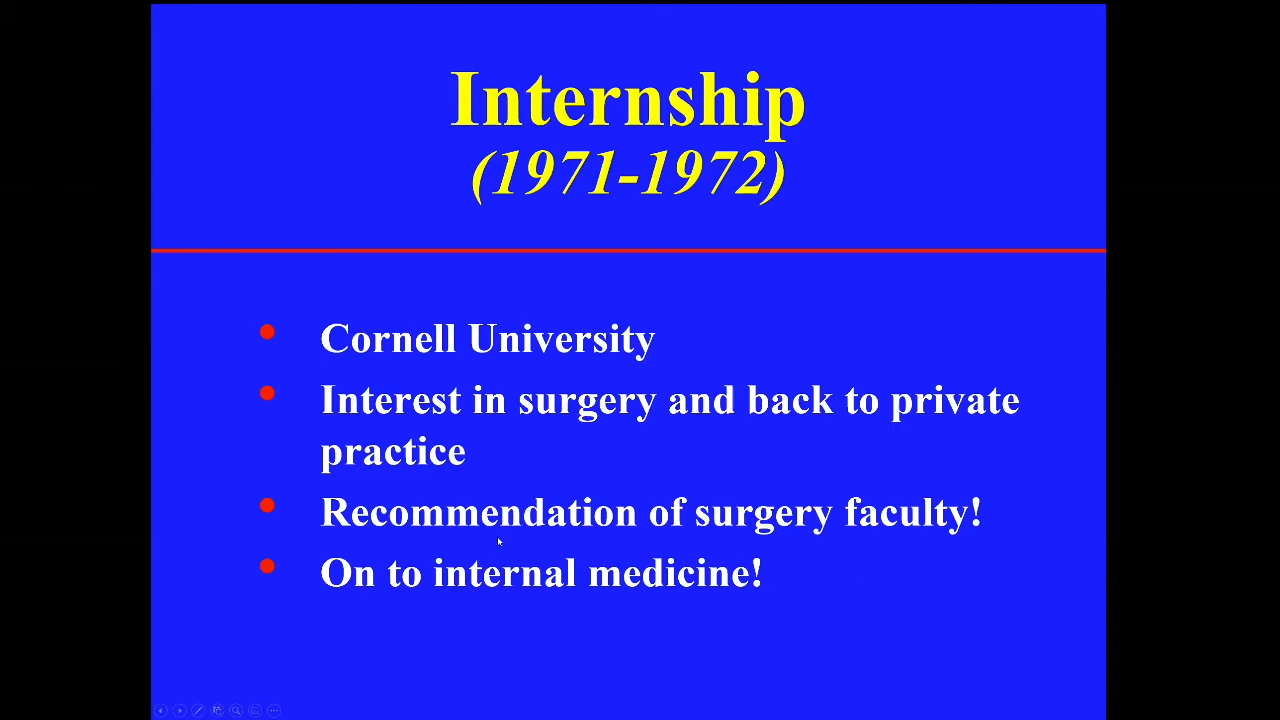 Internship
(1971-1972)
Cornell University
Interest in surgery and back to private
practice
Recommendation of surgery faculty!
On to internal medicine!